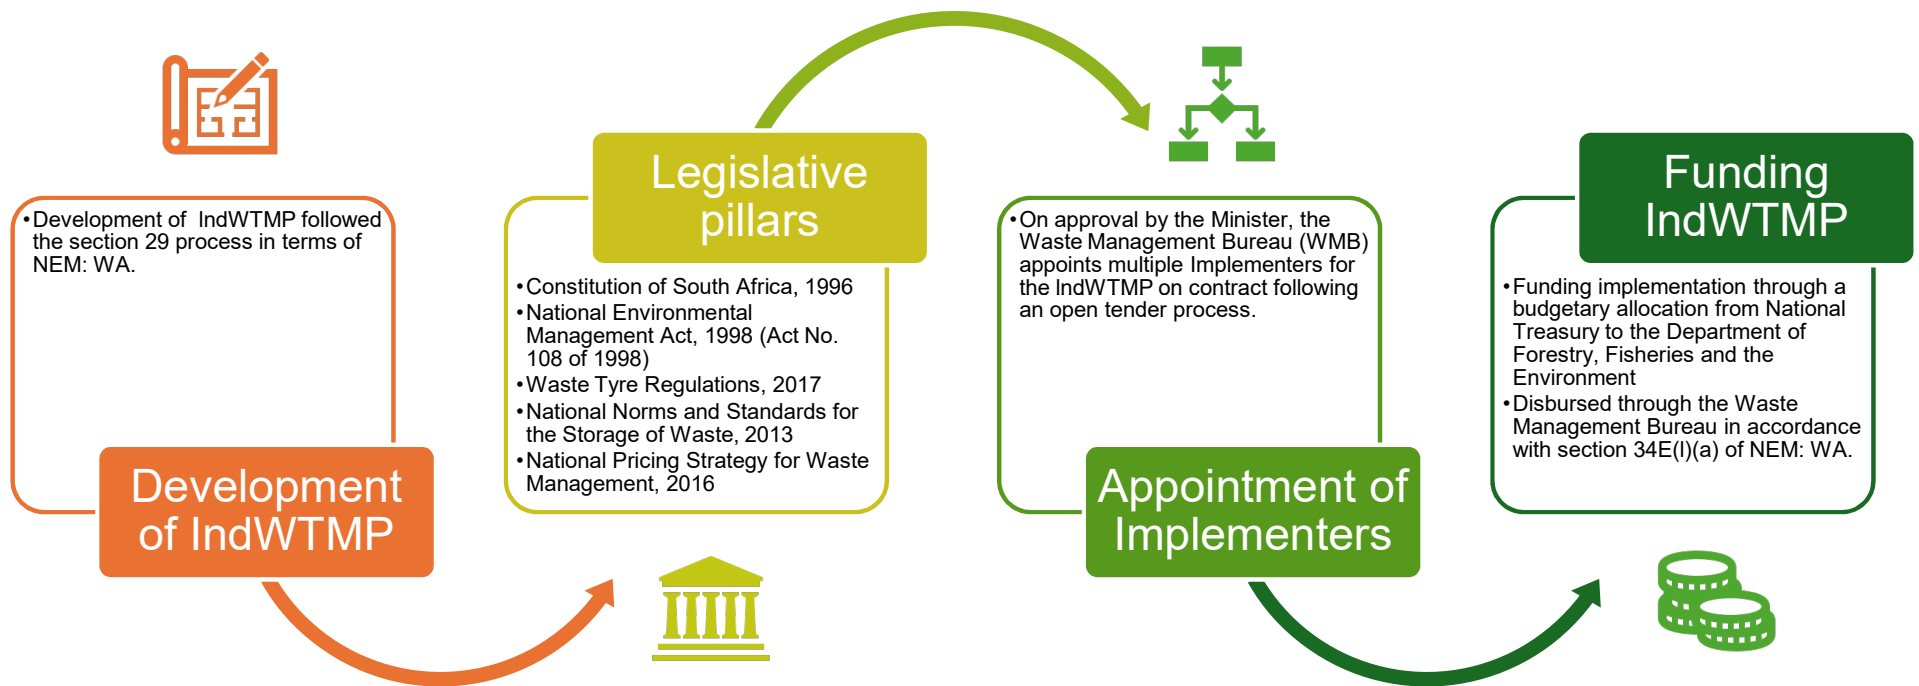 •Development of IndWTMP followed
the section 29 process in terms of
NEM: WA.
Development
of IndWTMP
Legislative
pillars
•Constitution of South Africa, 1996
•National Environmental
Management Act, 1998 (Act No.
108 of 1998)
•Waste Tyre Regulations, 2017
•National Norms and Standards for
the Storage of Waste, 2013
•National Pricing Strategy for Waste
Management, 2016
•On approval by the Minister, the
Waste Management Bureau (WMB)
appoints multiple Implementers for
the IndWTMP on contract following
an open tender process.
Appointment of
Implementers
Funding
IndWTMP
•Funding implementation through a
budgetary allocation from National
Treasury to the Department of
Forestry, Fisheries and the
Environment
•Disbursed through the Waste
Management Bureau in accordance
with section 34E(l)(a) of NEM: WA.